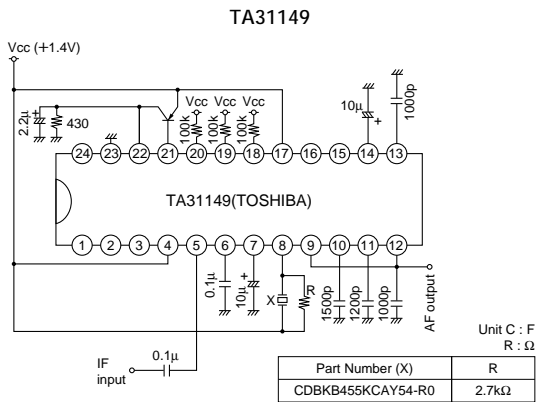 TA31149
Vcc (+1.4V)
2.2μ
430
Vcc Vcc Vcc
100k 100k 100k
10μ
+
1000p
24 23 22 21 20 19 18 17 16 15 14 13
TA31149(TOSHIBA)
1 2 3 4 5 6 7 8 9 10 11 12
0.1μ
10μ
+
X
R
1500p
1200p
1000p
AF output
IF
input
0.1μ
Unit C : F
R : Ω
Part Number (X) R
CDBKB455KCAY54-R0 2.7kΩ